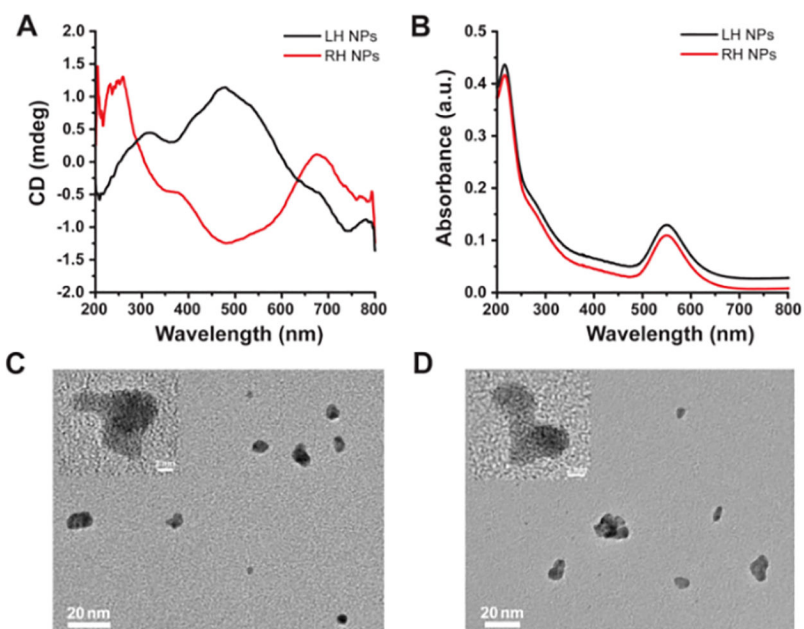 A
2.0
1.5
1.0
0.5
0.0
-0.5
-1.0
-1.5
-2.0
CD (mdeg)
LH NPs
RH NPs
200 300 400 500 600 700 800
Wavelength (nm)
B
0.5
0.4
0.3
0.2
0.1
0.0
Absorbance (a.u.)
LH NPs
RH NPs
200 300 400 500 600 700 800
Wavelength (nm)
C
20 nm
D
20 nm